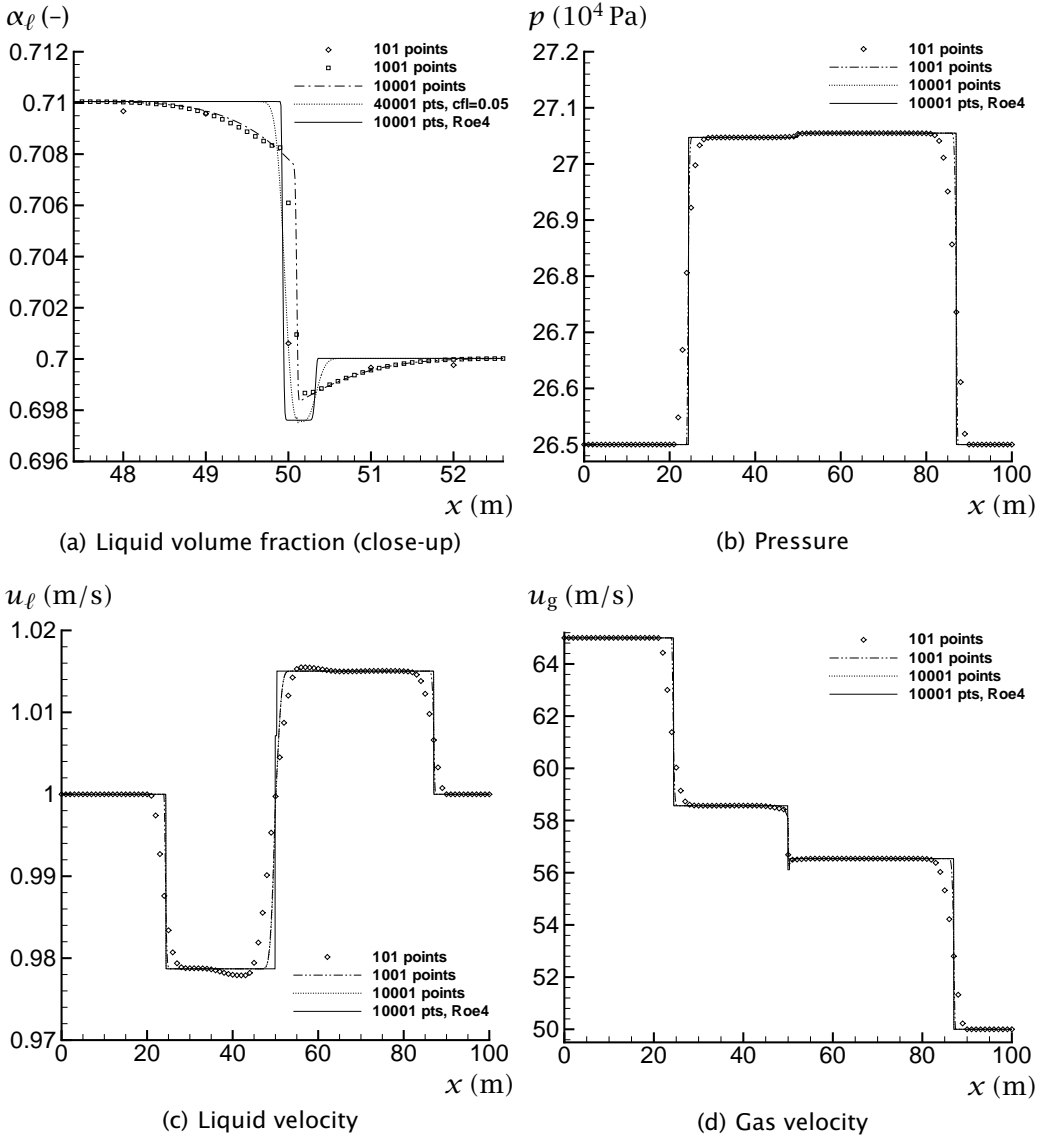 αℓ (–)
0.712
0.71
0.708
0.706
0.704
0.702
0.7
0.698
0.696
48
49
50
51
52
x (m)
101 points
1001 points
10001 points
40001 pts, cfl=0.05
10001 pts, Roe4
(a) Liquid volume fraction (close-up)
p (10⁴ Pa)
27.2
27.1
27
26.9
26.8
26.7
26.6
26.5
0
20
40
60
80
100
x (m)
101 points
1001 points
10001 points
10001 pts, Roe4
(b) Pressure
uℓ (m/s)
1.02
1.01
1
0.99
0.98
0.97
0
20
40
60
80
100
x (m)
101 points
1001 points
10001 points
10001 pts, Roe4
(c) Liquid velocity
ug (m/s)
64
62
60
58
56
54
52
50
0
20
40
60
80
100
x (m)
101 points
1001 points
10001 points
10001 pts, Roe4
(d) Gas velocity